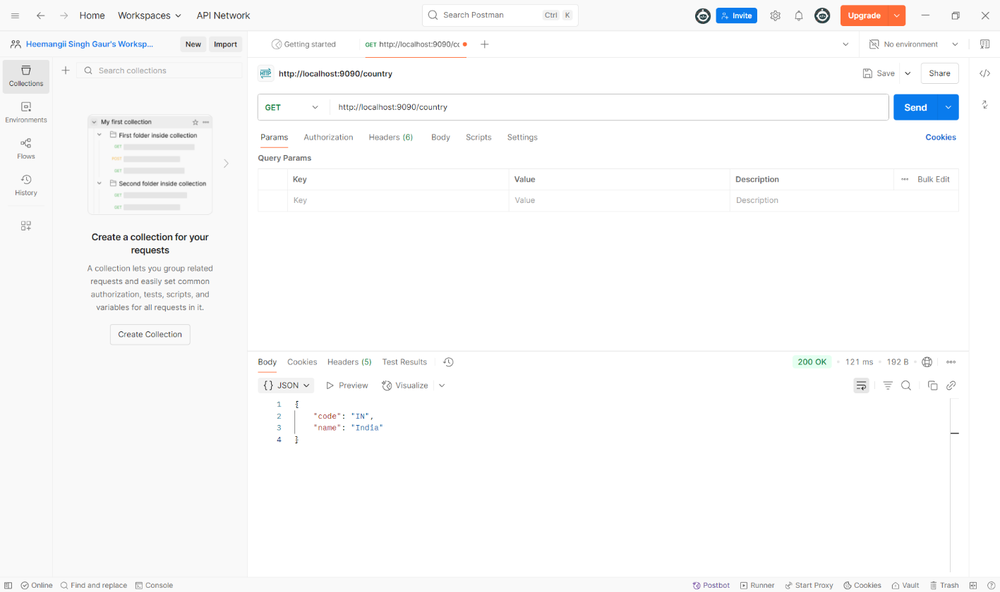 Home Workspaces API Network Search Postman Ctrl K Invite Upgrade
Heemangii Singh Gaur's Worksp... New Import Getting started GET http://localhost:9090/cc No environment
Collections
Environments
Flows
History
Search collections
My first collection
First folder inside collection
GET
POST
GET
Second folder inside collection
GET
GET
Create a collection for your
requests
A collection lets you group related
requests and easily set common
authorization, tests, scripts, and
variables for all requests in it.
Create Collection
HTTP http://localhost:9090/country Save Share
GET http://localhost:9090/country Send
Params Authorization Headers (6) Body Scripts Settings Cookies
Query Params
Key Value Description Bulk Edit
Key Value Description
Body Cookies Headers (5) Test Results 200 OK 121 ms 192 B
{} JSON Preview Visualize
1 {
2 "code": "IN",
3 "name": "India"
4 }
Online Find and replace Console Postbot Runner Start Proxy Cookies Vault Trash